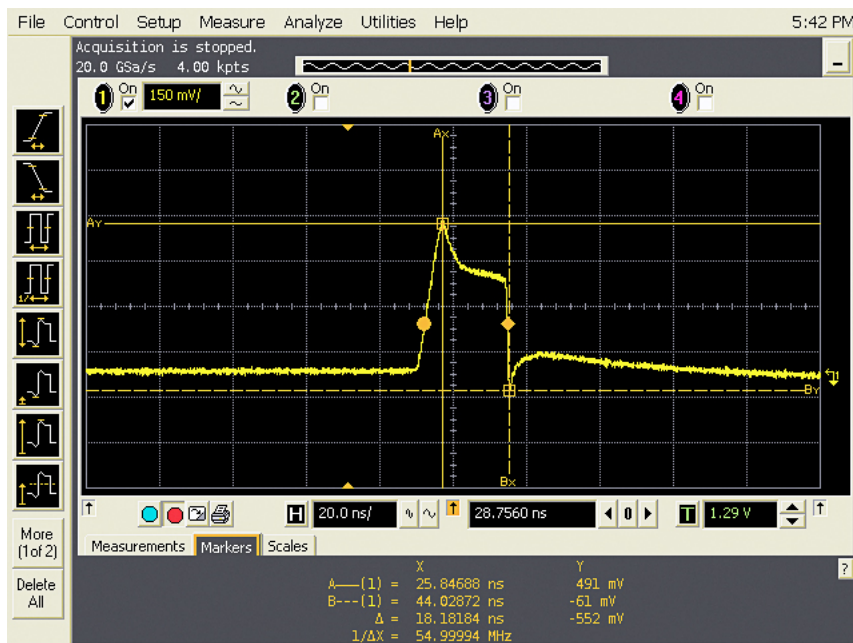 File Control Setup Measure Analyze Utilities Help 5:42 PM
Acquisition is stopped.
20.0 GSa/s 4.00 kpts
1 On 150 mV/ 2 On 3 On 4 On
Ax
Ay
1/
By
1
Bx
More
(1of 2)
Delete
All
H 20.0 ns/ 28.7560 ns 0 T 1.29 V
Measurements Markers Scales
?
X Y
A——(1) = 25.84688 ns 491 mV
B---(1) = 44.02872 ns -61 mV
Δ = 18.18184 ns -552 mV
1/ΔX = 54.99994 MHz